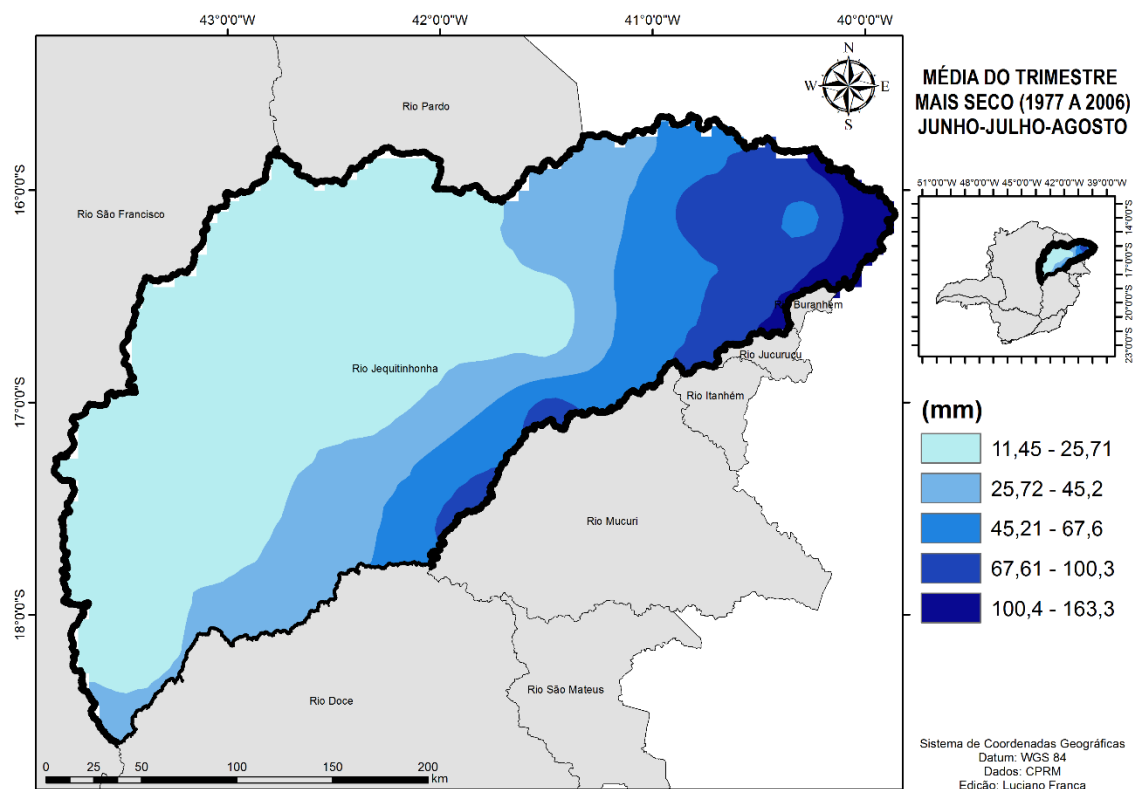 43°0'0"W 42°0'0"W 41°0'0"W 40°0'0"W
N
W E
S
MÉDIA DO TRIMESTRE
MAIS SECO (1977 A 2006)
JUNHO-JULHO-AGOSTO
Rio Pardo
51°0'0"W 48°0'0"W 45°0'0"W 42°0'0"W 39°0'0"W
16°0'0"S
14°0'0"S
17°0'0"S
20°0'0"S
23°0'0"S
Rio São Francisco
Rio Buranhém
Rio Jucuruçu
Rio Jequitinhonha
Rio Itanhém
17°0'0"S
(mm)
11,45 - 25,71
25,72 - 45,2
45,21 - 67,6
67,61 - 100,3
100,4 - 163,3
Rio Mucuri
18°0'0"S
Rio São Mateus
Rio Doce
0 25 50 100 150 200
km
Sistema de Coordenadas Geográficas
Datum: WGS 84
Dados: CPRM
Edição: Luciano França